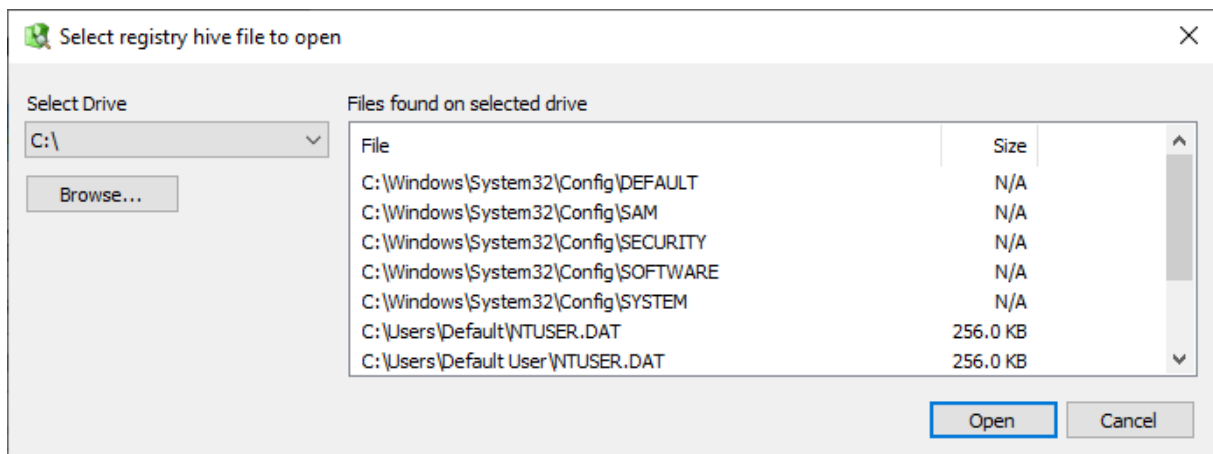 Select registry hive file to open
Select Drive
C:\
Browse...
Files found on selected drive
File Size
C:\Windows\System32\Config\DEFAULT N/A
C:\Windows\System32\Config\SAM N/A
C:\Windows\System32\Config\SECURITY N/A
C:\Windows\System32\Config\SOFTWARE N/A
C:\Windows\System32\Config\SYSTEM N/A
C:\Users\Default\NTUSER.DAT 256.0 KB
C:\Users\Default User\NTUSER.DAT 256.0 KB
Open Cancel